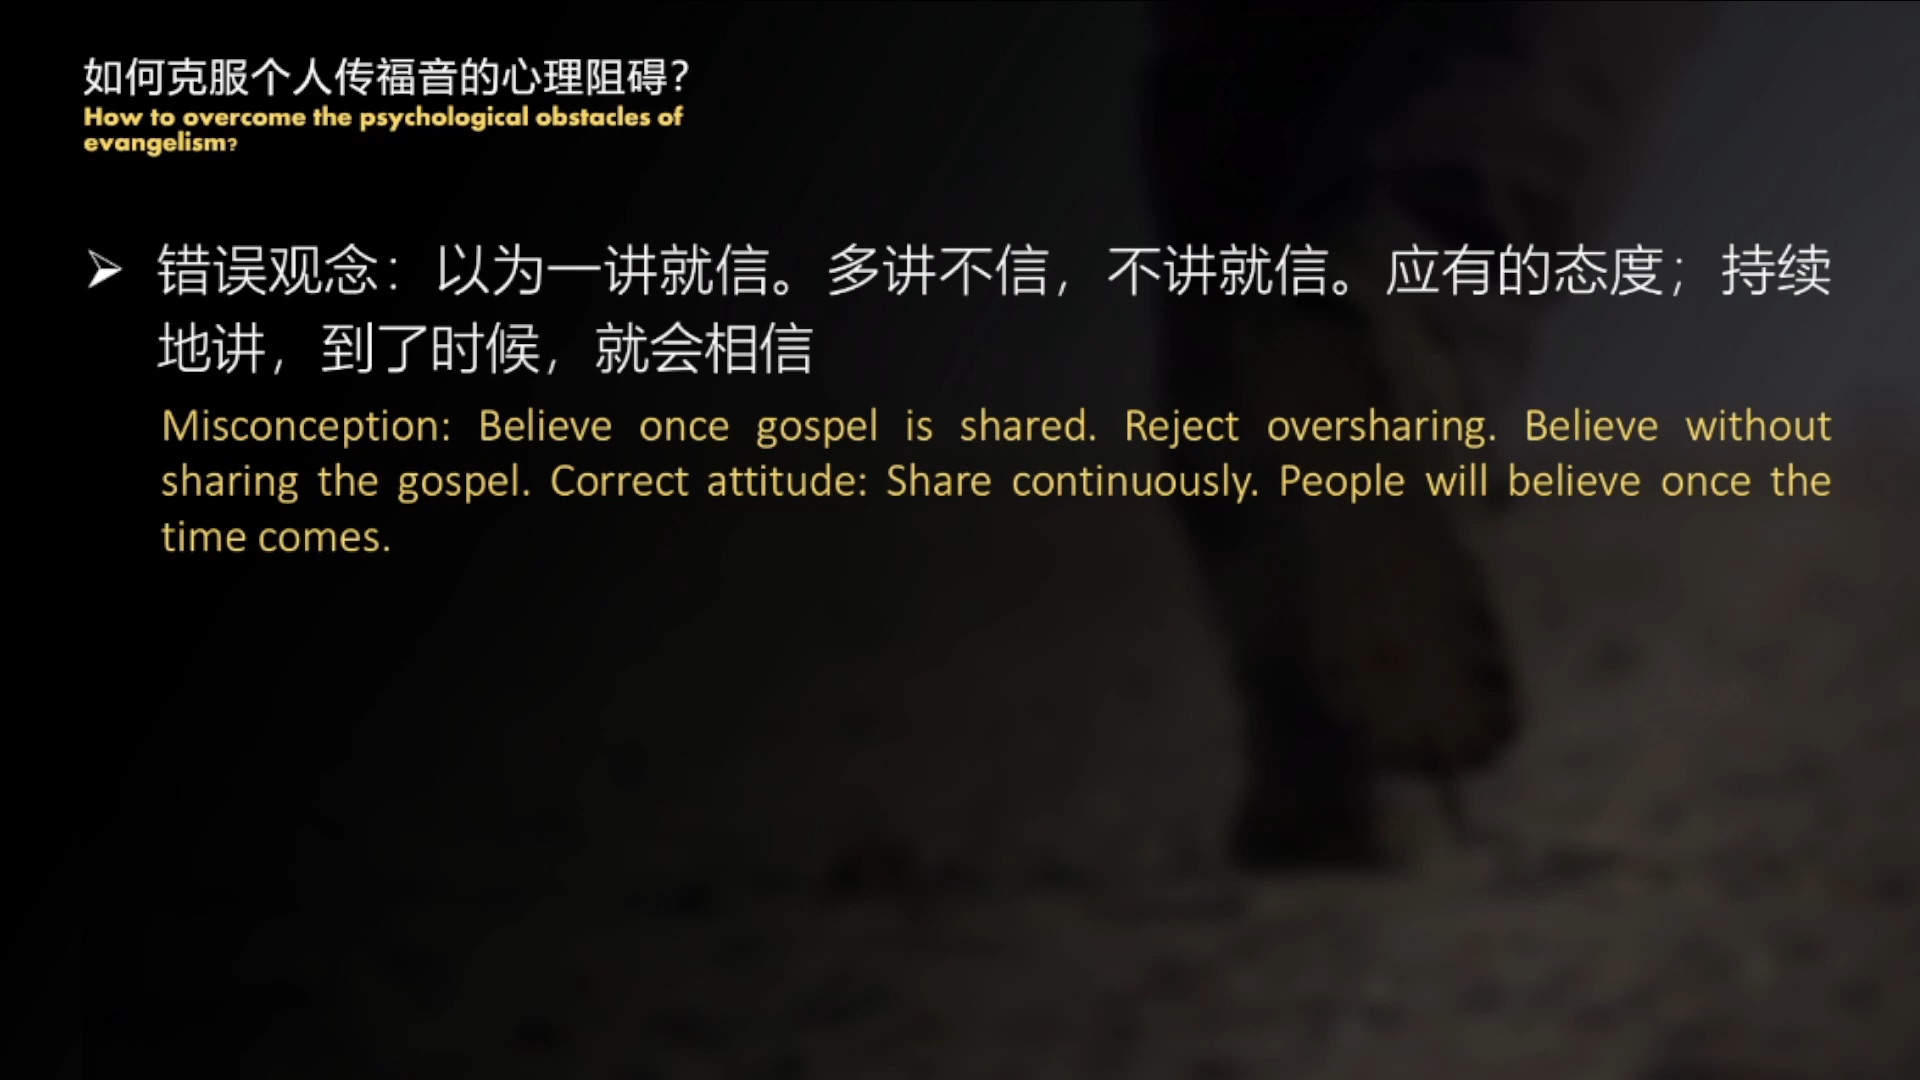 如何克服个人传福音的心理阻碍？
How to overcome the psychological obstacles of
evangelism?
➢ 错误观念：以为一讲就信。多讲不信，不讲就信。应有的态度；持续
地讲，到了时候，就会相信
Misconception: Believe once gospel is shared. Reject oversharing. Believe without
sharing the gospel. Correct attitude: Share continuously. People will believe once the
time comes.